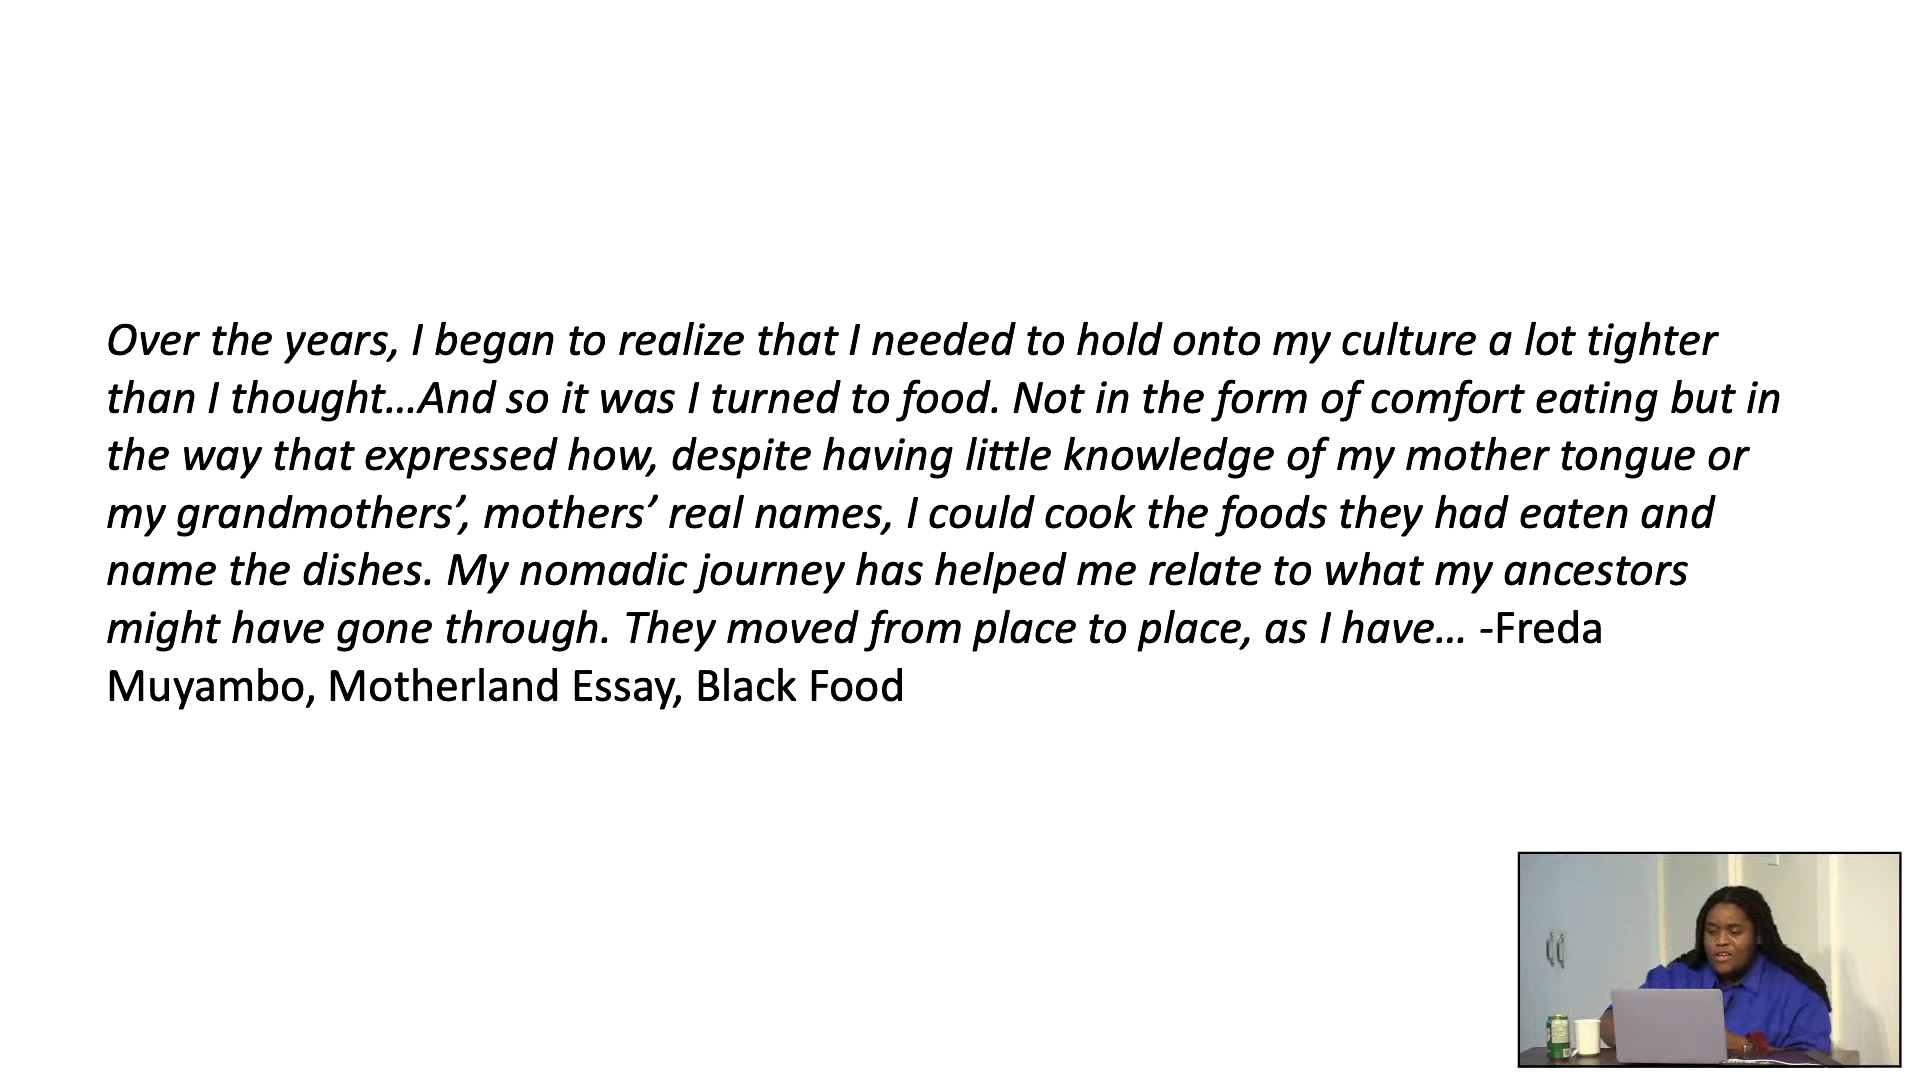 Over the years, I began to realize that I needed to hold onto my culture a lot tighter
than I thought…And so it was I turned to food. Not in the form of comfort eating but in
the way that expressed how, despite having little knowledge of my mother tongue or
my grandmothers’, mothers’ real names, I could cook the foods they had eaten and
name the dishes. My nomadic journey has helped me relate to what my ancestors
might have gone through. They moved from place to place, as I have… -Freda
Muyambo, Motherland Essay, Black Food